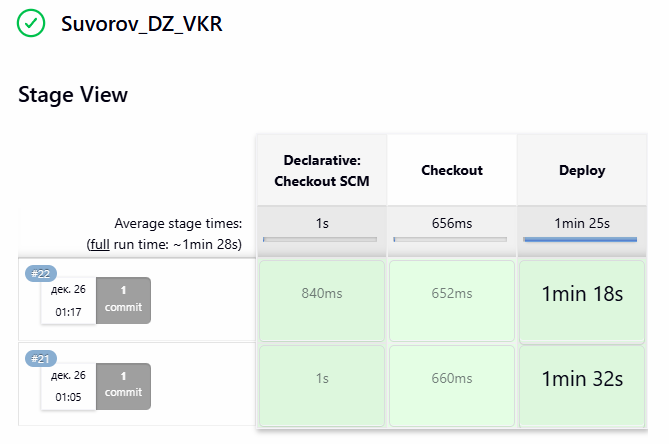 Suvorov_DZ_VKR
Stage View
Declarative:
Checkout SCM
Checkout
Deploy
Average stage times:
(full run time: ~1min 28s)
1s
656ms
1min 25s
#22
дек. 26
01:17
1
commit
840ms
652ms
1min 18s
#21
дек. 26
01:05
1
commit
1s
660ms
1min 32s